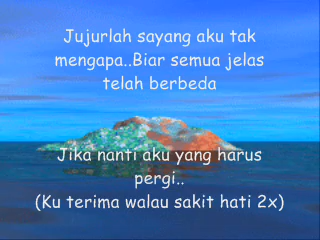 Jujurlah sayang aku tak
mengapa..Biar semua jelas
telah berbeda
Jika nanti aku yang harus
pergi..
(Ku terima walau sakit hati 2x)